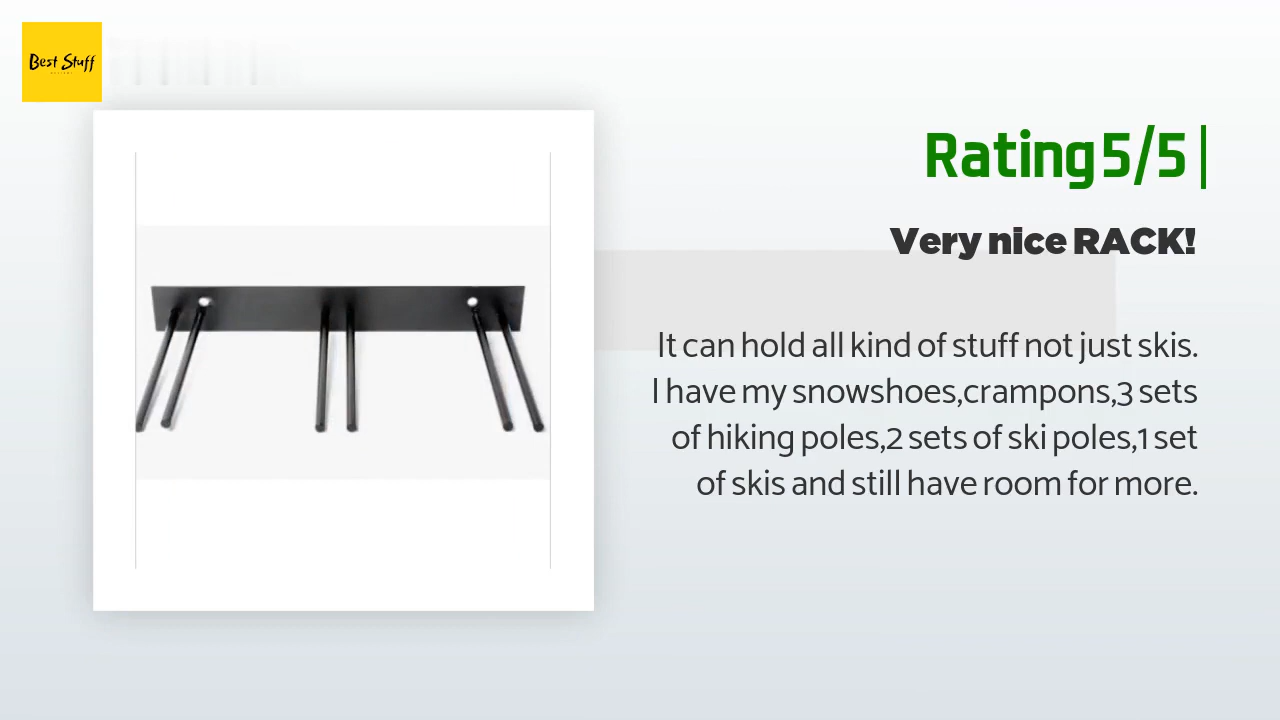 Best Stuff
Rating 5/5
Very nice RACK!
It can hold all kind of stuff not just skis.
I have my snowshoes,crampons,3 sets
of hiking poles,2 sets of ski poles,1 set
of skis and still have room for more.